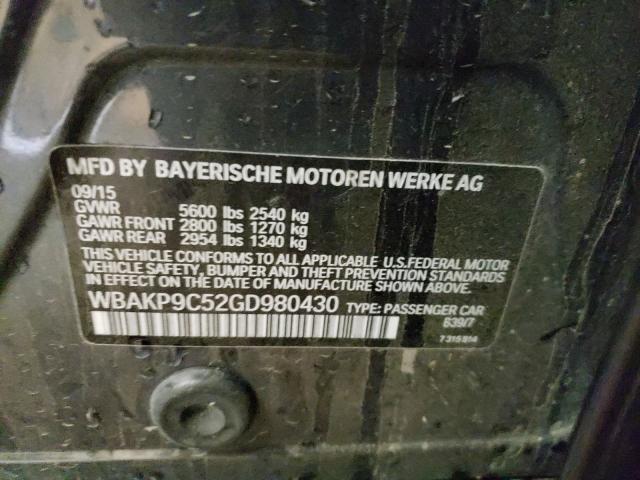 MFD BY BAYERISCHE MOTOREN WERKE AG
09/15
GVWR 5600 lbs 2540 kg
GAWR FRONT 2800 lbs 1270 kg
GAWR REAR 2954 lbs 1340 kg
THIS VEHICLE CONFORMS TO ALL APPLICABLE U.S.FEDERAL MOTOR
VEHICLE SAFETY, BUMPER AND THEFT PREVENTION STANDARDS
IN EFFECT ON THE DATE OF MANUFACTURE SHOWN ABOVE.
WBAKP9C52GD980430 TYPE: PASSENGER CAR
639/7
7315814